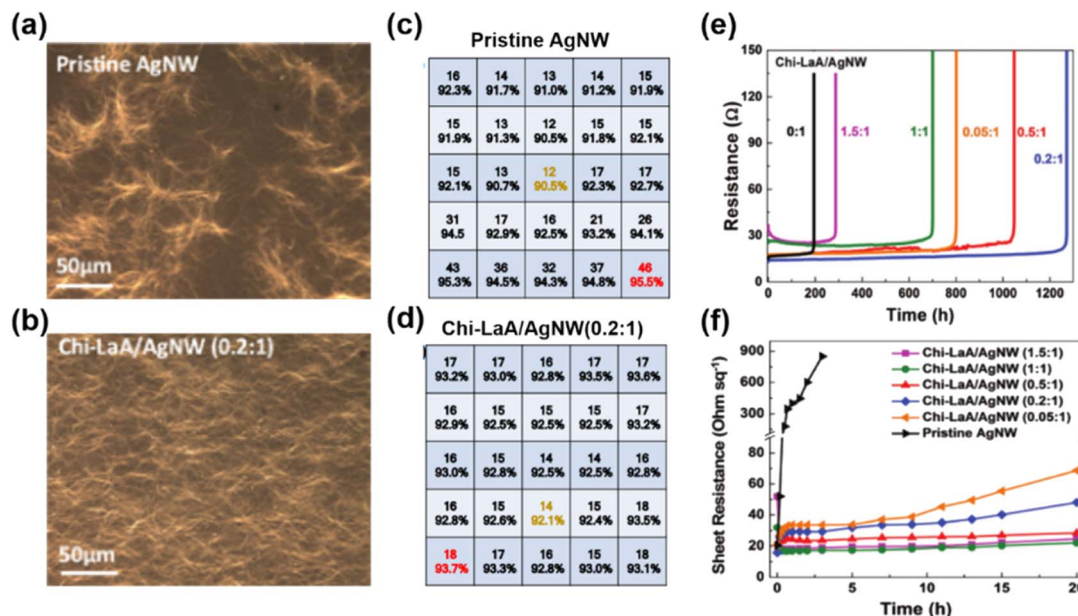 (a)
Pristine AgNW
50μm
(b)
Chi-LaA/AgNW (0.2:1)
50μm
(c)
Pristine AgNW
16 14 13 14 15
92.3% 91.7% 91.0% 91.2% 91.9%
15 13 12 15 15
91.9% 91.3% 90.5% 91.8% 92.1%
15 13 12 17 17
92.1% 90.7% 90.5% 92.3% 92.7%
31 17 16 21 26
94.5 92.9% 92.5% 93.2% 94.1%
43 36 32 37 46
95.3% 94.5% 94.3% 94.8% 95.5%
(d)
Chi-LaA/AgNW(0.2:1)
17 17 16 17 17
93.2% 93.0% 92.8% 93.5% 93.6%
16 15 15 15 17
92.9% 92.5% 92.5% 92.5% 93.2%
16 15 14 14 16
93.0% 92.8% 92.5% 92.5% 92.8%
16 15 14 15 18
92.8% 92.6% 92.1% 92.4% 93.5%
18 17 16 15 18
93.7% 93.3% 92.8% 93.0% 93.1%
(e)
150
120
90
60
30
0
Resistance (Ω)
Chi-LaA/AgNW
0:1 1.5:1 1:1 0.05:1 0.5:1
0.2:1
0 200 400 600 800 1000 1200
Time (h)
(f)
900
600
300
80
60
40
20
0
Sheet Resistance (Ohm sq⁻¹)
Chi-LaA/AgNW (1.5:1)
Chi-LaA/AgNW (1:1)
Chi-LaA/AgNW (0.5:1)
Chi-LaA/AgNW (0.2:1)
Chi-LaA/AgNW (0.05:1)
Pristine AgNW
0 5 10 15 20
Time (h)